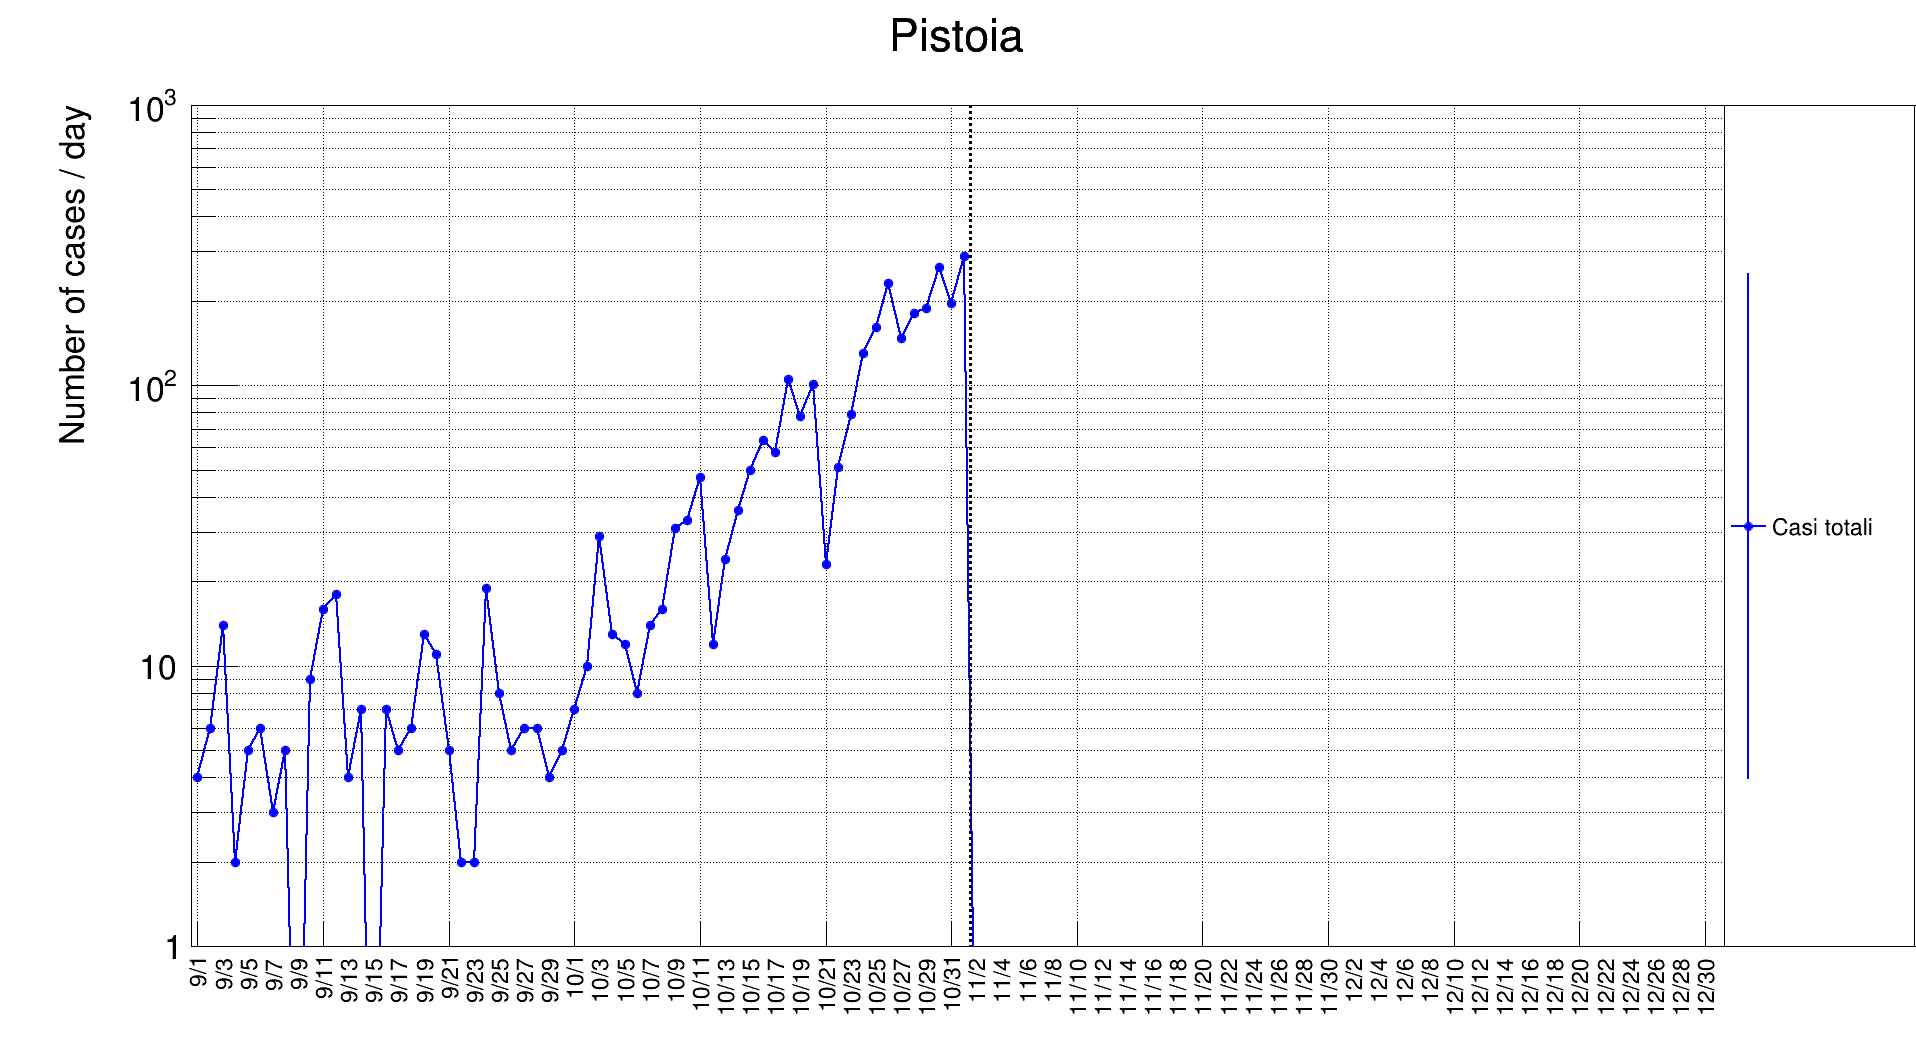 Pistoia
Number of cases / day
10³
10²
10
1
9/1 9/3 9/5 9/7 9/9 9/11 9/13 9/15 9/17 9/19 9/21 9/23 9/25 9/27 9/29 10/1 10/3 10/5 10/7 10/9 10/11 10/13 10/15 10/17 10/19 10/21 10/23 10/25 10/27 10/29 10/31 11/2 11/4 11/6 11/8 11/10 11/12 11/14 11/16 11/18 11/20 11/22 11/24 11/26 11/28 11/30 12/2 12/4 12/6 12/8 12/10 12/12 12/14 12/16 12/18 12/20 12/22 12/24 12/26 12/28 12/30
Casi totali